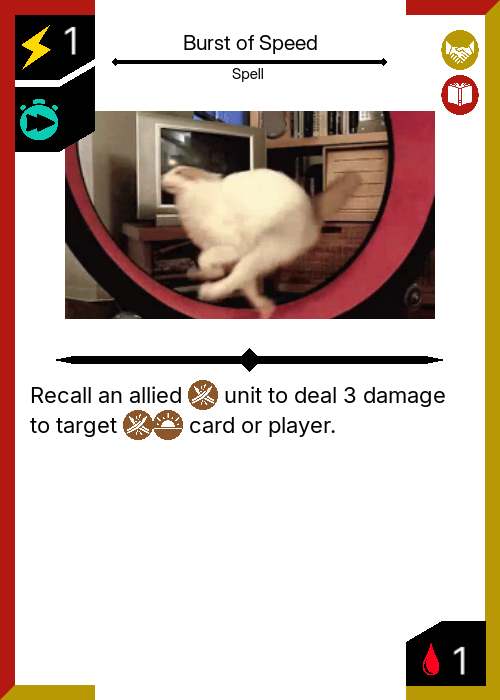 1
Burst of Speed
Spell
Recall an allied unit to deal 3 damage
to target card or player.
1